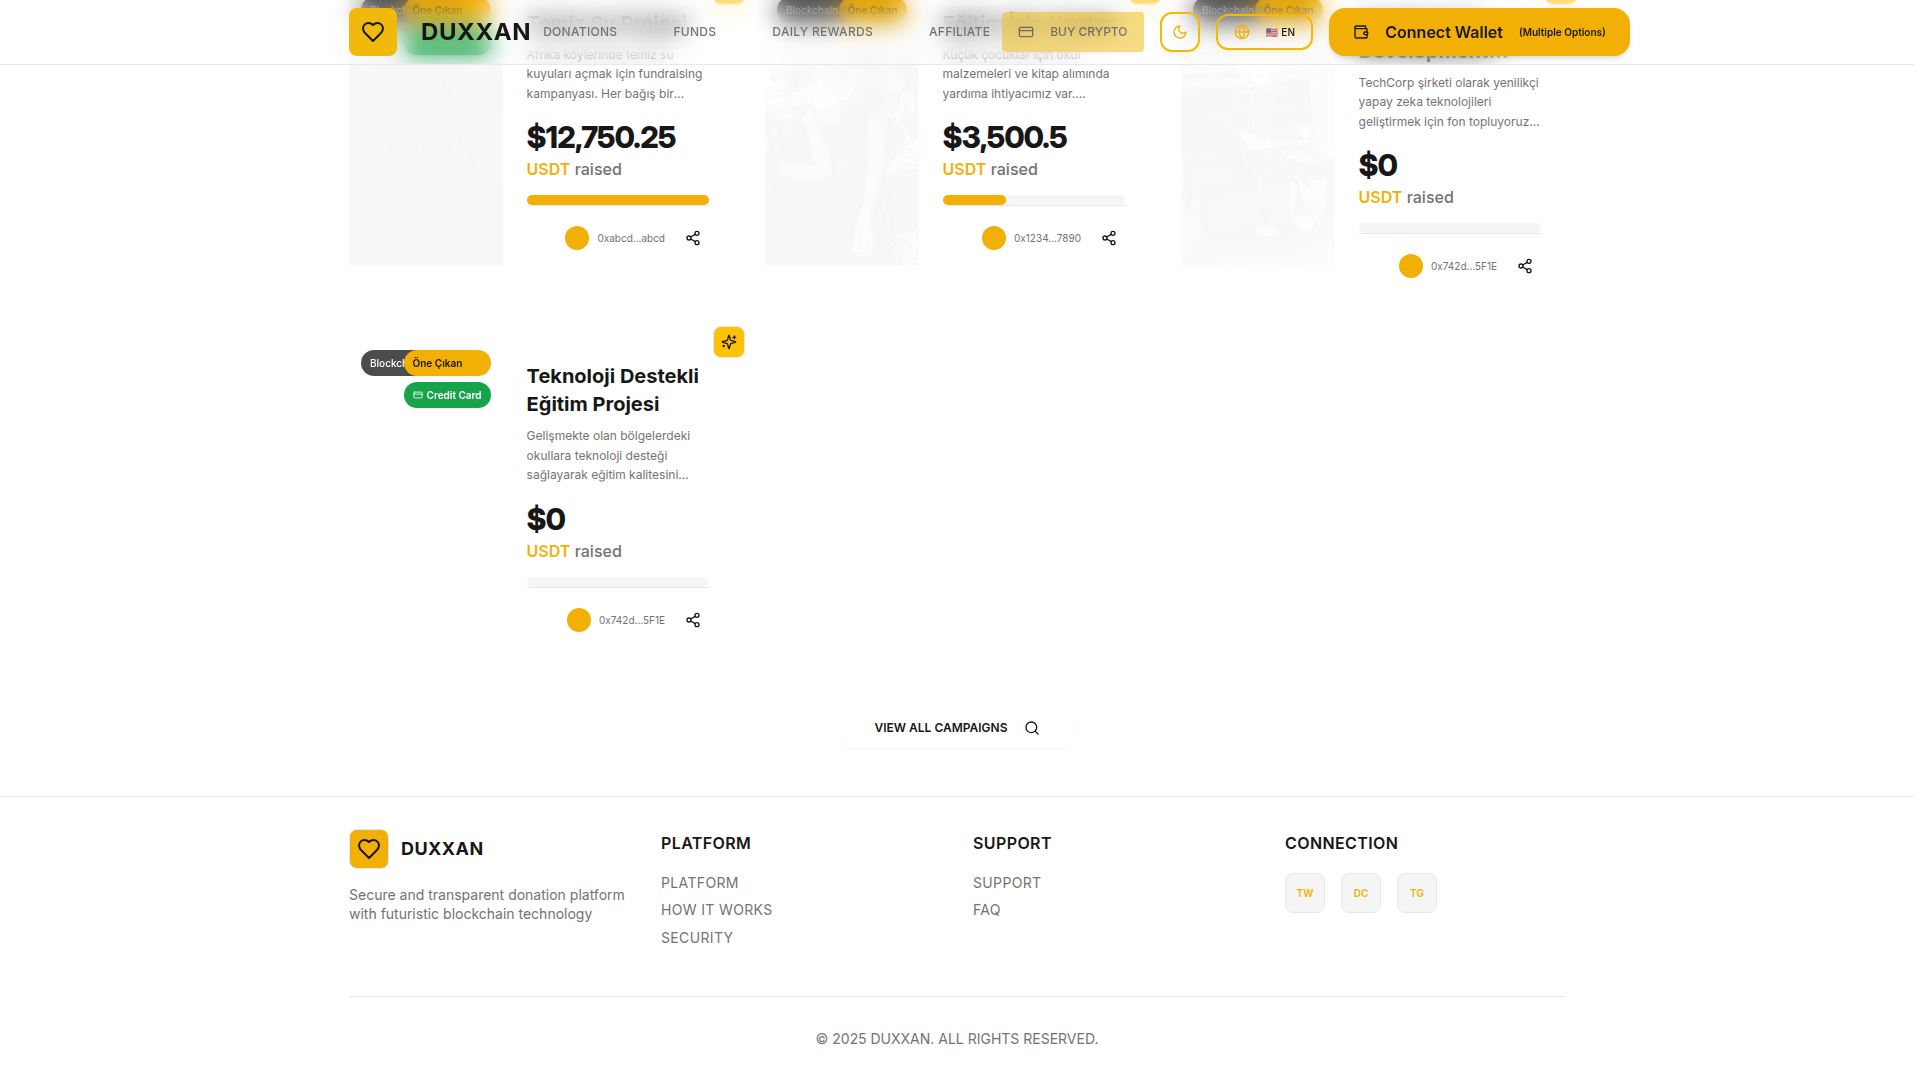 DUXXAN
DONATIONS
FUNDS
DAILY REWARDS
AFFILIATE
BUY CRYPTO
🇺🇸 EN
Connect Wallet (Multiple Options)
Blockchain
Öne Çıkan
Temiz Su Projesi
Afrika köylerinde temiz su
kuyuları açmak için fundraising
kampanyası. Her bağış bir...
$12,750.25
USDT raised
0xabcd...abcd
Blockchain
Öne Çıkan
Küçük çocuklar için okul
malzemeleri ve kitap alımında
yardıma ihtiyacımız var....
$3,500.5
USDT raised
0x1234...7890
Blockchain
Öne Çıkan
TechCorp şirketi olarak yenilikçi
yapay zeka teknolojileri
geliştirmek için fon topluyoruz...
$0
USDT raised
0x742d...5F1E
Blockch
Öne Çıkan
Credit Card
Teknoloji Destekli
Eğitim Projesi
Gelişmekte olan bölgelerdeki
okullara teknoloji desteği
sağlayarak eğitim kalitesini...
$0
USDT raised
0x742d...5F1E
VIEW ALL CAMPAIGNS
DUXXAN
Secure and transparent donation platform
with futuristic blockchain technology
PLATFORM
PLATFORM
HOW IT WORKS
SECURITY
SUPPORT
SUPPORT
FAQ
CONNECTION
TW
DC
TG
© 2025 DUXXAN. ALL RIGHTS RESERVED.